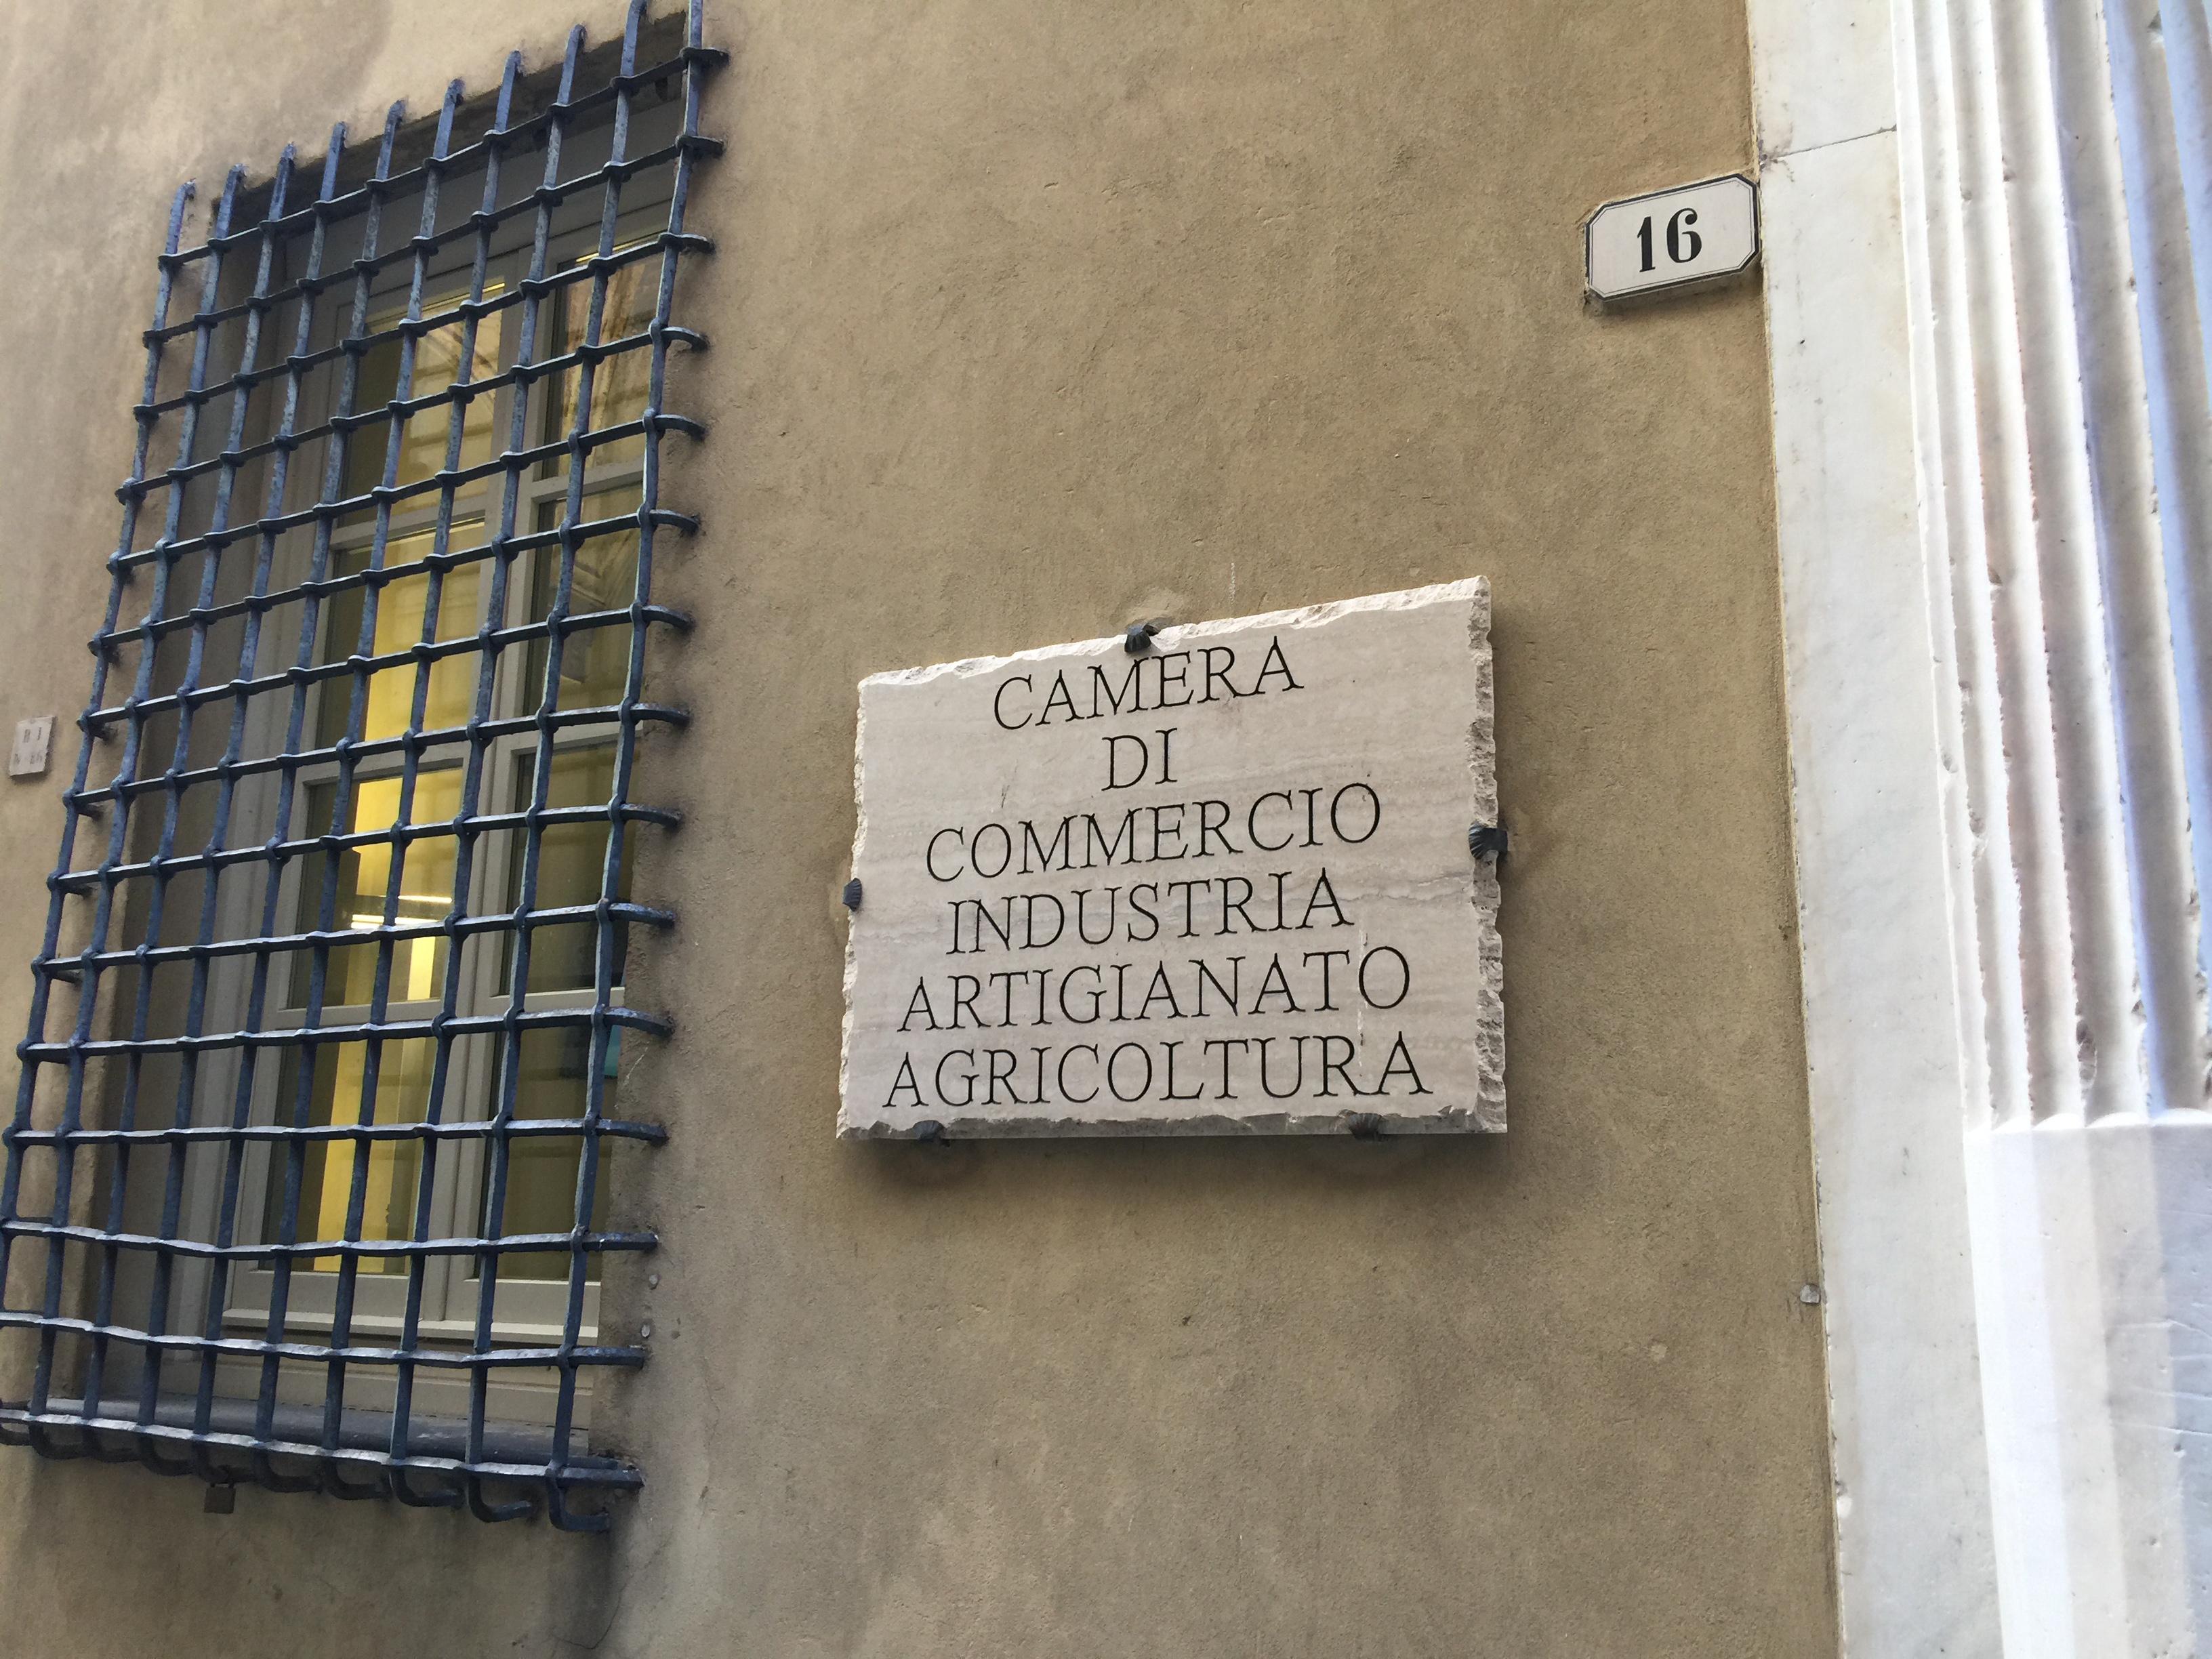 16
CAMERA
DI
COMMERCIO
INDUSTRIA
ARTIGIANATO
AGRICOLTURA